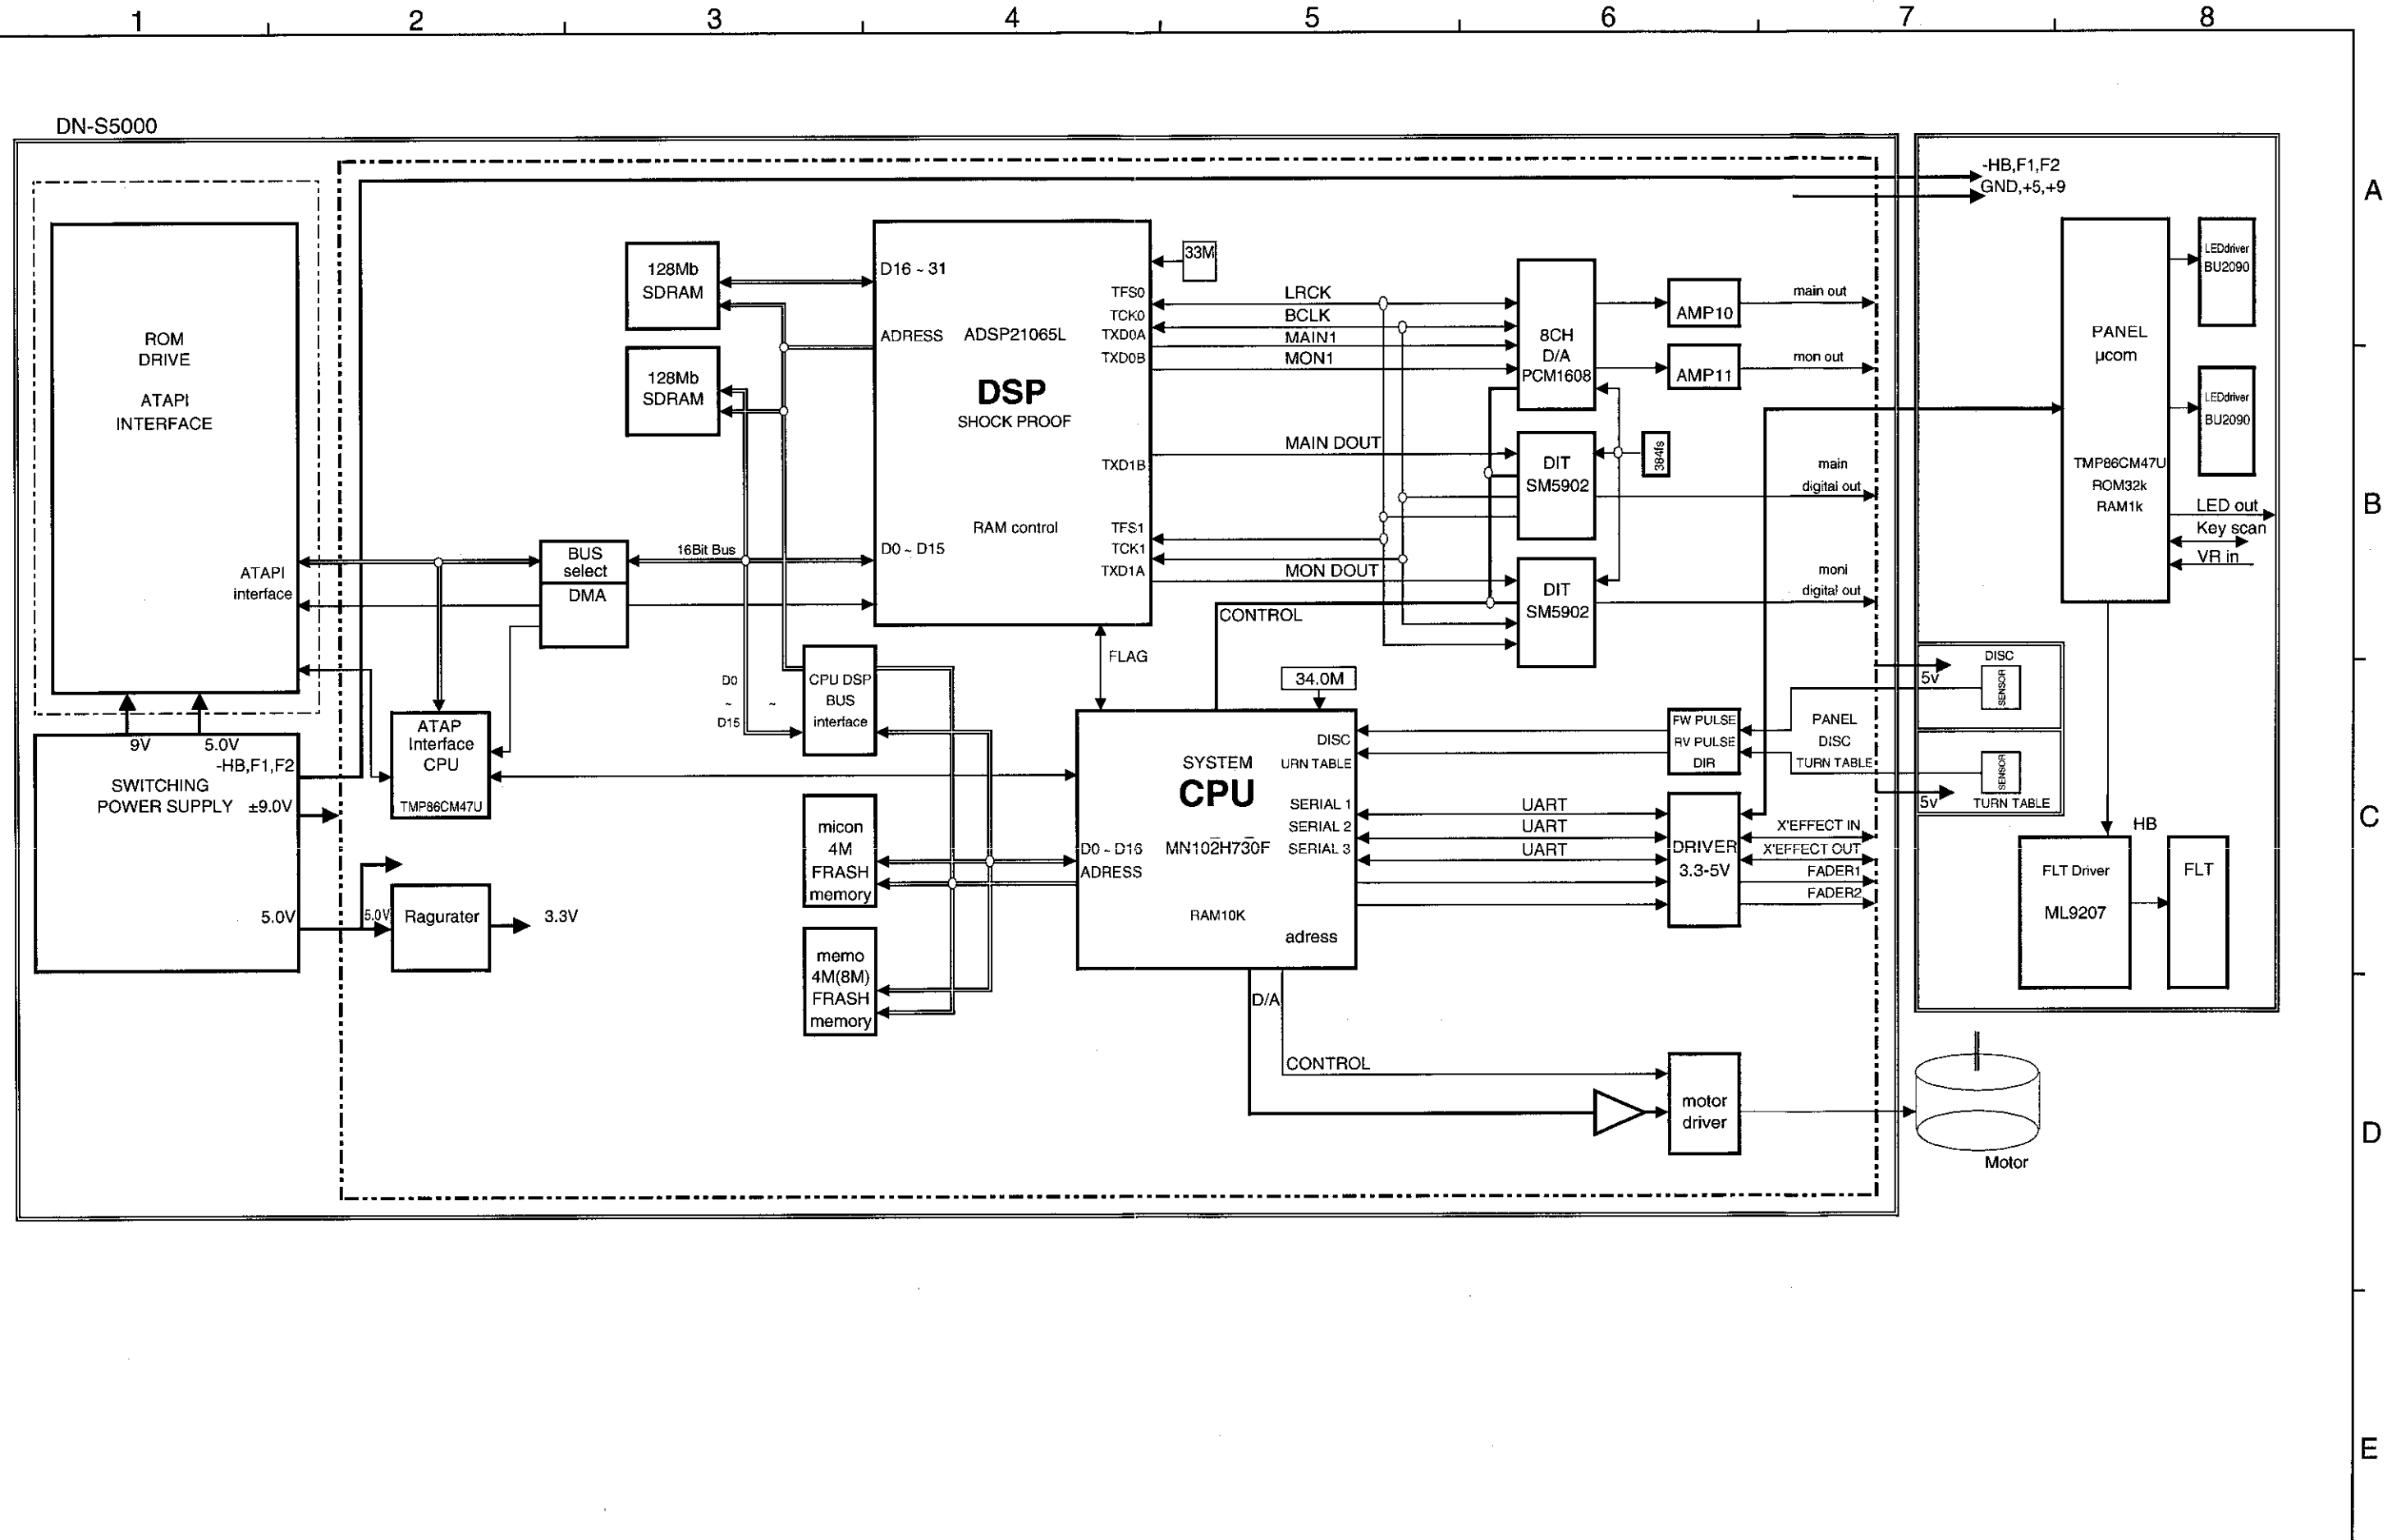 1 2 3 4 5 6 7 8
DN-S5000
A
B
C
D
E
ROM
DRIVE
ATAPI
INTERFACE
ATAPI
interface
9V 5.0V
-HB,F1,F2
SWITCHING
POWER SUPPLY ±9.0V
5.0V
5.0V
Ragurater
3.3V
ATAP
Interface
CPU
TMP86CM47U
BUS
select
DMA
16Bit Bus
128Mb
SDRAM
128Mb
SDRAM
D0
~ ~
D15
CPU DSP
BUS
interface
micon
4M
FRASH
memory
memo
4M(8M)
FRASH
memory
D16 ~ 31
ADRESS
ADSP21065L
DSP
SHOCK PROOF
RAM control
D0 ~ D15
TFS0
TCK0
TXD0A
TXD0B
TXD1B
TFS1
TCK1
TXD1A
33M
LRCK
BCLK
MAIN1
MON1
MAIN DOUT
MON DOUT
CONTROL
FLAG
34.0M
SYSTEM
CPU
MN102H730F
RAM10K
adress
DISC
URN TABLE
SERIAL 1
SERIAL 2
SERIAL 3
D0 ~ D16
ADRESS
UART
UART
UART
D/A
CONTROL
8CH
D/A
PCM1608
DIT
SM5902
DIT
SM5902
384fs
AMP10
AMP11
main out
mon out
main
digital out
moni
digital out
FW PULSE
RV PULSE
DIR
PANEL
DISC
TURN TABLE
DRIVER
3.3-5V
X'EFFECT IN
X'EFFECT OUT
FADER1
FADER2
motor
driver
Motor
-HB,F1,F2
GND,+5,+9
PANEL
µcom
TMP86CM47U
ROM32k
RAM1k
LEDdriver
BU2090
LEDdriver
BU2090
LED out
Key scan
VR in
DISC
5v
SENSOR
SENSOR
5v
TURN TABLE
HB
FLT Driver
ML9207
FLT